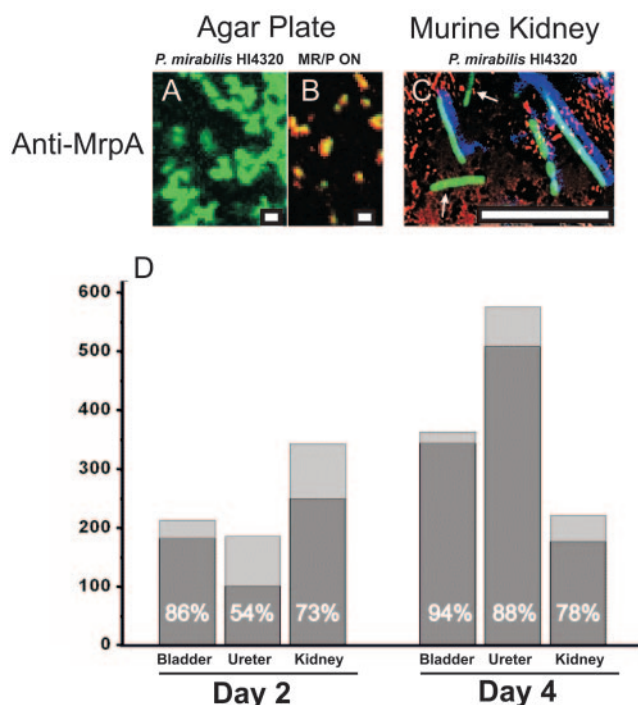 Agar Plate Murine Kidney
P. mirabilis HI4320 MR/P ON P. mirabilis HI4320
A B C
Anti-MrpA
D
600
500
400
300
200
100
0
86% 54% 73% 94% 88% 78%
Bladder Ureter Kidney Bladder Ureter Kidney
Day 2 Day 4